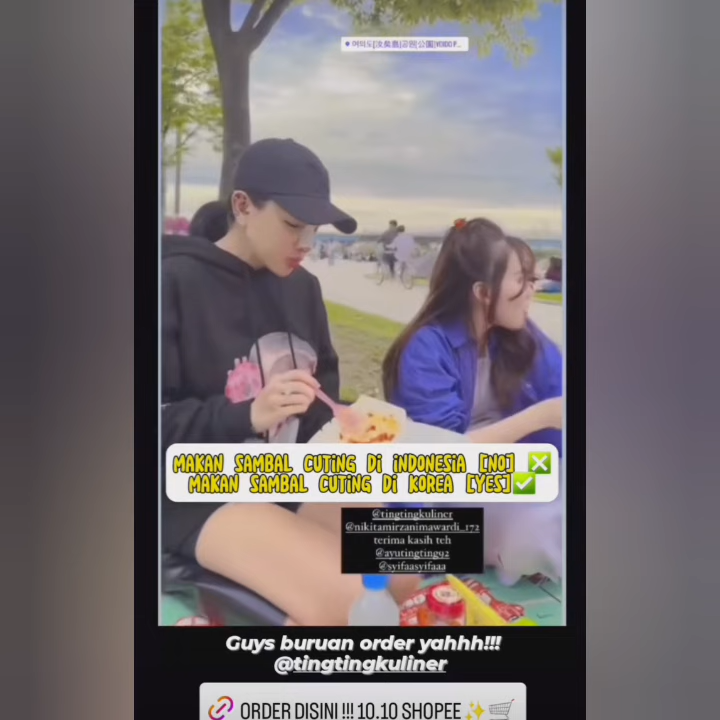 MAKAN SAMBAL CUTING DI INDONESIA [NO] ❎
MAKAN SAMBAL CUTING DI KOREA [YES] ✅
@tingtingkuliner
@nikitamirzanimawardi_172
terima kasih teh
@ayutingting92
@syifaasyifaaa
Guys buruan order yahhh!!!
@tingtingkuliner
ORDER DISINI !!! 10.10 SHOPEE ✨🛒